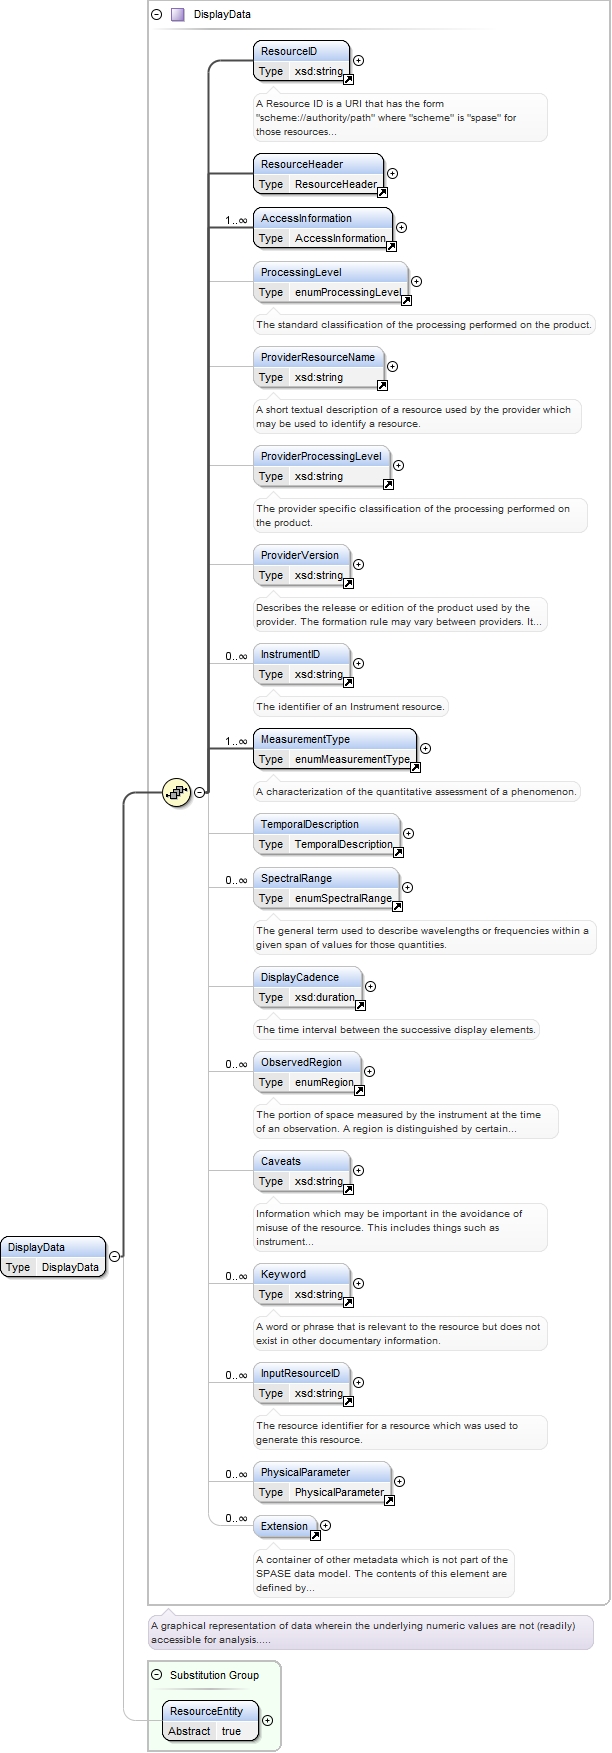 DisplayData
ResourceID
Type xsd:string
A Resource ID is a URI that has the form
"scheme://authority/path" where "scheme" is "spase" for
those resources...
ResourceHeader
Type ResourceHeader
1..∞
AccessInformation
Type AccessInformation
ProcessingLevel
Type enumProcessingLevel
The standard classification of the processing performed on the product.
ProviderResourceName
Type xsd:string
A short textual description of a resource used by the provider which
may be used to identify a resource.
ProviderProcessingLevel
Type xsd:string
The provider specific classification of the processing performed on
the product.
ProviderVersion
Type xsd:string
Describes the release or edition of the product used by the
provider. The formation rule may vary between providers. It...
0..∞
InstrumentID
Type xsd:string
The identifier of an Instrument resource.
1..∞
MeasurementType
Type enumMeasurementType
A characterization of the quantitative assessment of a phenomenon.
TemporalDescription
Type TemporalDescription
0..∞
SpectralRange
Type enumSpectralRange
The general term used to describe wavelengths or frequencies within a
given span of values for those quantities.
DisplayCadence
Type xsd:duration
The time interval between the successive display elements.
0..∞
ObservedRegion
Type enumRegion
The portion of space measured by the instrument at the time
of an observation. A region is distinguished by certain...
Caveats
Type xsd:string
Information which may be important in the avoidance of
misuse of the resource. This includes things such as
instrument...
DisplayData
Type DisplayData
0..∞
Keyword
Type xsd:string
A word or phrase that is relevant to the resource but does not
exist in other documentary information.
0..∞
InputResourceID
Type xsd:string
The resource identifier for a resource which was used to
generate this resource.
0..∞
PhysicalParameter
Type PhysicalParameter
0..∞
Extension
A container of other metadata which is not part of the
SPASE data model. The contents of this element are
defined by...
A graphical representation of data wherein the underlying numeric values are not (readily)
accessible for analysis.....
Substitution Group
ResourceEntity
Abstract true